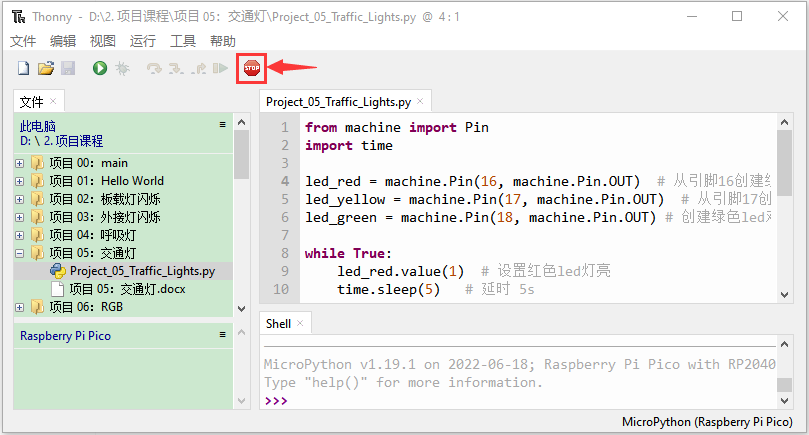 Thonny - D:\2. 项目课程\项目 05：交通灯\Project_05_Traffic_Lights.py @ 4 : 1
文件 编辑 视图 运行 工具 帮助
STOP
文件 ×
此电脑 ≡
D: \ 2. 项目课程
项目 00：main
项目 01：Hello World
项目 02：板载灯闪烁
项目 03：外接灯闪烁
项目 04：呼吸灯
项目 05：交通灯
Project_05_Traffic_Lights.py
项目 05：交通灯.docx
项目 06：RGB
Raspberry Pi Pico ≡
Project_05_Traffic_Lights.py ×
1 from machine import Pin
2 import time
3
4 led_red = machine.Pin(16, machine.Pin.OUT) # 从引脚16创建
5 led_yellow = machine.Pin(17, machine.Pin.OUT) # 从引脚17创
6 led_green = machine.Pin(18, machine.Pin.OUT) # 创建绿色led
7
8 while True:
9 led_red.value(1) # 设置红色led灯亮
10 time.sleep(5) # 延时 5s
Shell ×
MicroPython v1.19.1 on 2022-06-18; Raspberry Pi Pico with RP2040
Type "help()" for more information.
>>>
MicroPython (Raspberry Pi Pico)